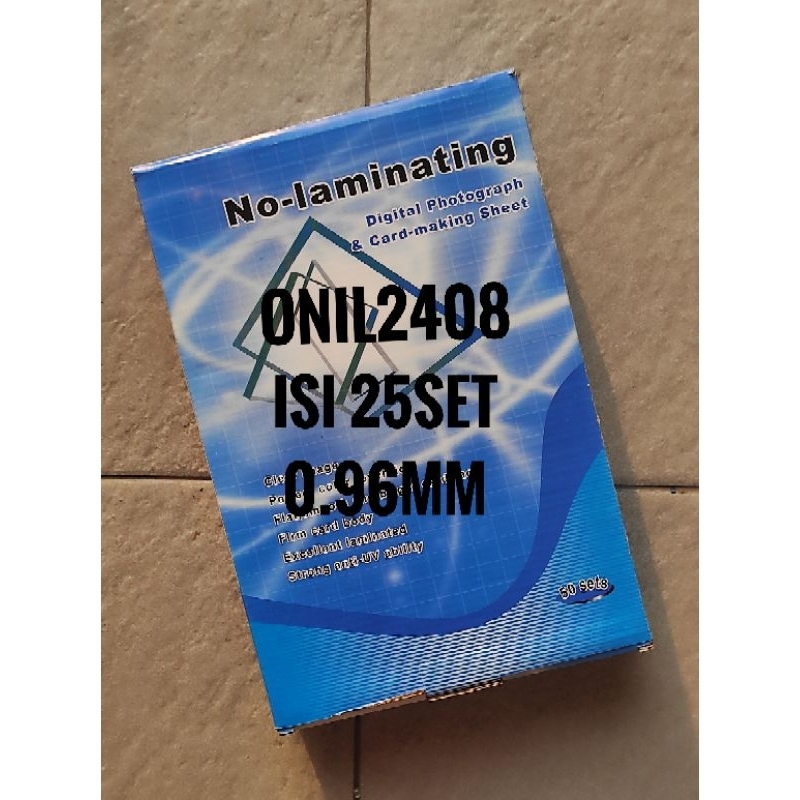 No-laminating
Digital Photograph
& Card-making Sheet
ONIL2408
ISI 25SET
0.96MM
Firm card body
Excellent laminated
Strong anti-UV ability
50 sets